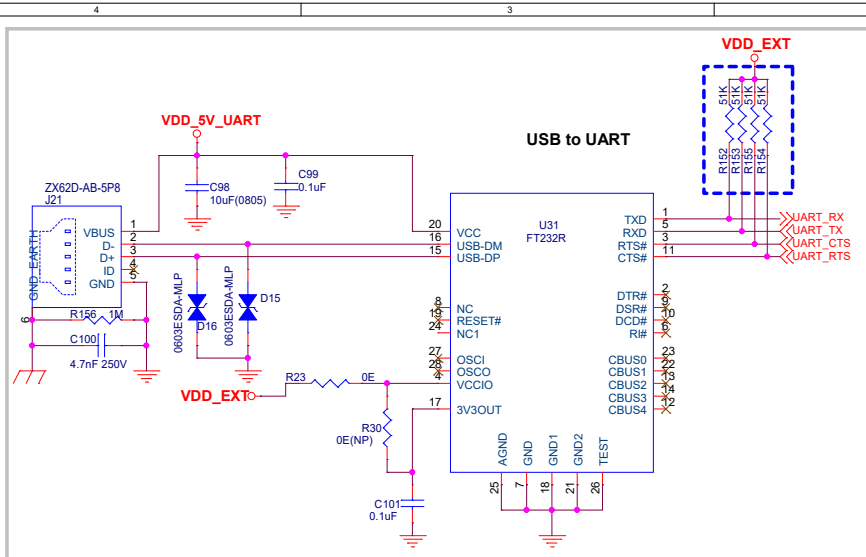 4
3
VDD_EXT
51K
51K
51K
51K
R152
R153
R155
R154
VDD_5V_UART
USB to UART
C98
10uF(0805)
C99
0.1uF
ZX62D-AB-5P8
J21
GND_EARTH
VBUS
D-
D+
ID
GND
1
2
3
4
5
6
R156
1M
C100
4.7nF 250V
0603ESDA-MLP
D16
0603ESDA-MLP
D15
U31
FT232R
20
VCC
16
USB-DM
15
USB-DP
8
NC
19
RESET#
24
NC1
27
OSCI
28
OSCO
4
VCCIO
17
3V3OUT
TXD
1
UART_RX
RXD
5
UART_TX
RTS#
3
UART_CTS
CTS#
11
UART_RTS
DTR#
2
DSR#
9
DCD#
10
RI#
6
CBUS0
23
CBUS1
22
CBUS2
13
CBUS3
14
CBUS4
12
AGND
GND
GND1
GND2
TEST
25
7
18
21
26
R23
0E
VDD_EXT
R30
0E(NP)
C101
0.1uF